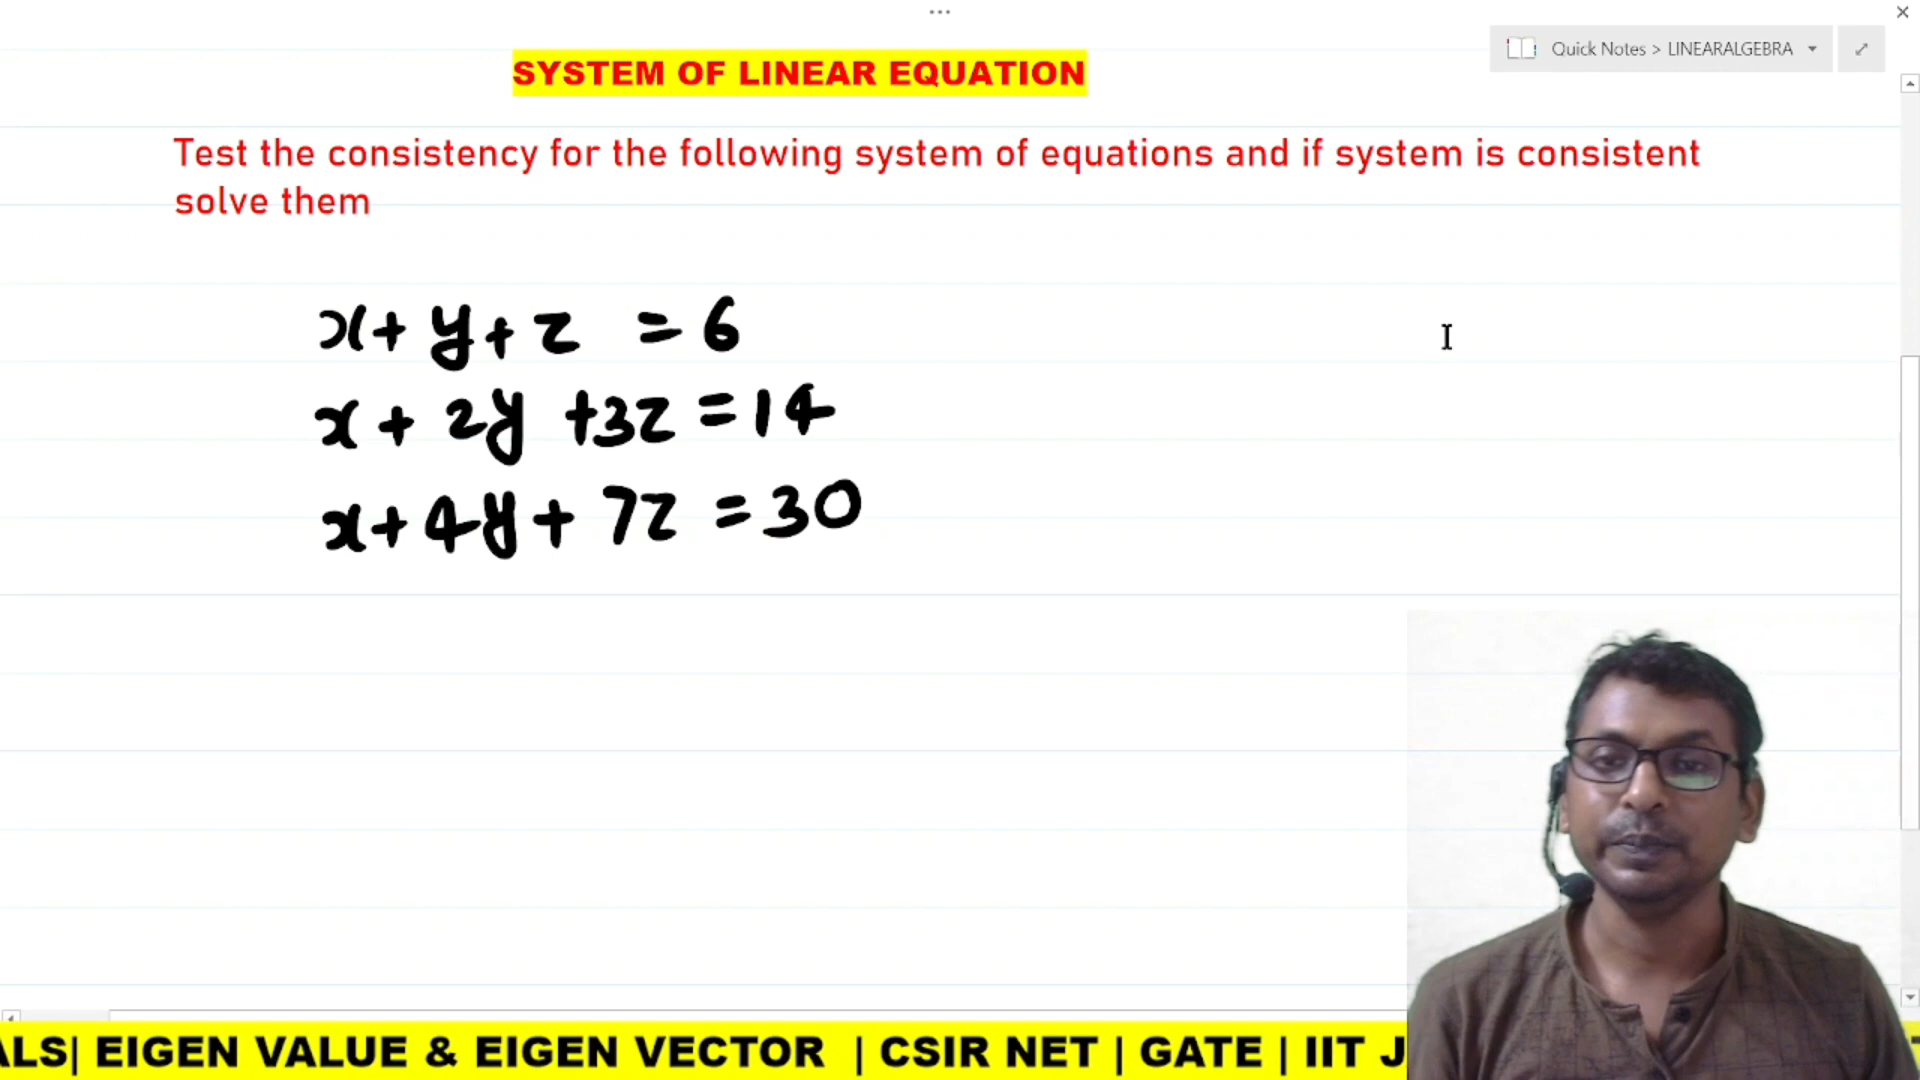 Quick Notes > LINEARALGEBRA
SYSTEM OF LINEAR EQUATION
Test the consistency for the following system of equations and if system is consistent
solve them
x+ y+z = 6
x + 2y +3z = 14
x+4y+ 7z = 30
ALS| EIGEN VALUE & EIGEN VECTOR | CSIR NET | GATE | IIT J